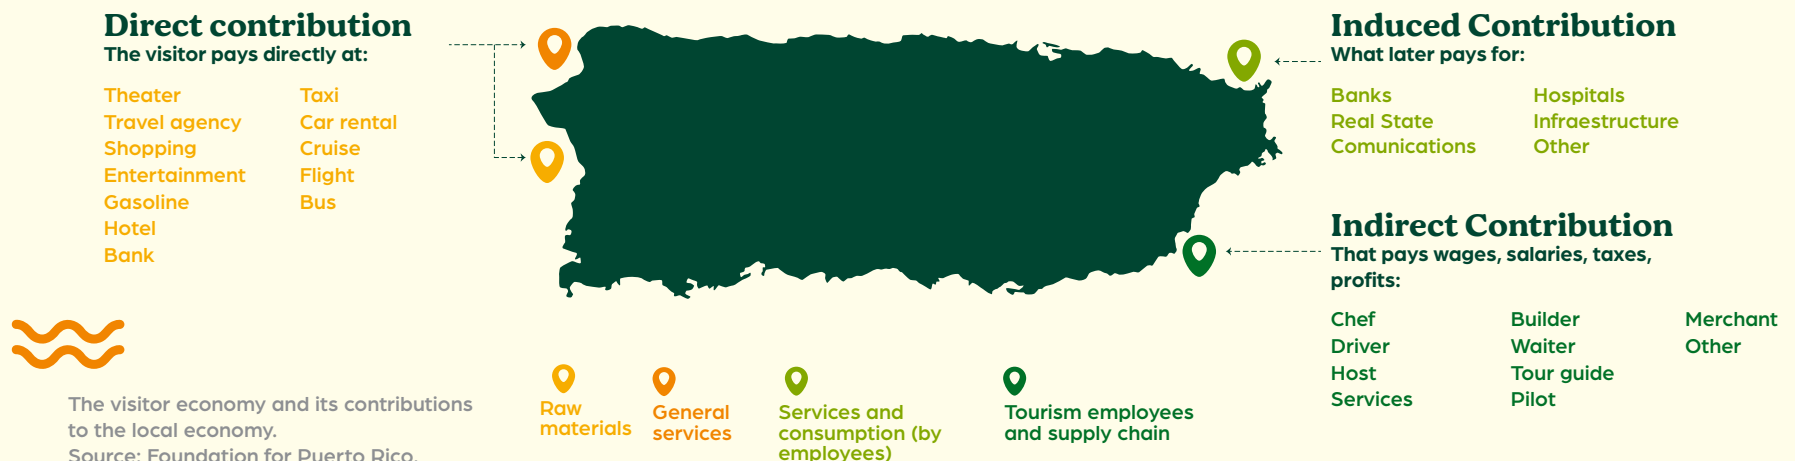 Direct contribution
The visitor pays directly at:
Theater
Travel agency
Shopping
Entertainment
Gasoline
Hotel
Bank
Taxi
Car rental
Cruise
Flight
Bus
Induced Contribution
What later pays for:
Banks
Real State
Comunications
Hospitals
Infraestructure
Other
Indirect Contribution
That pays wages, salaries, taxes,
profits:
Chef
Driver
Host
Services
Builder
Waiter
Tour guide
Pilot
Merchant
Other
The visitor economy and its contributions
to the local economy.
Source: Foundation for Puerto Rico.
Raw
materials
General
services
Services and
consumption (by
employees)
Tourism employees
and supply chain